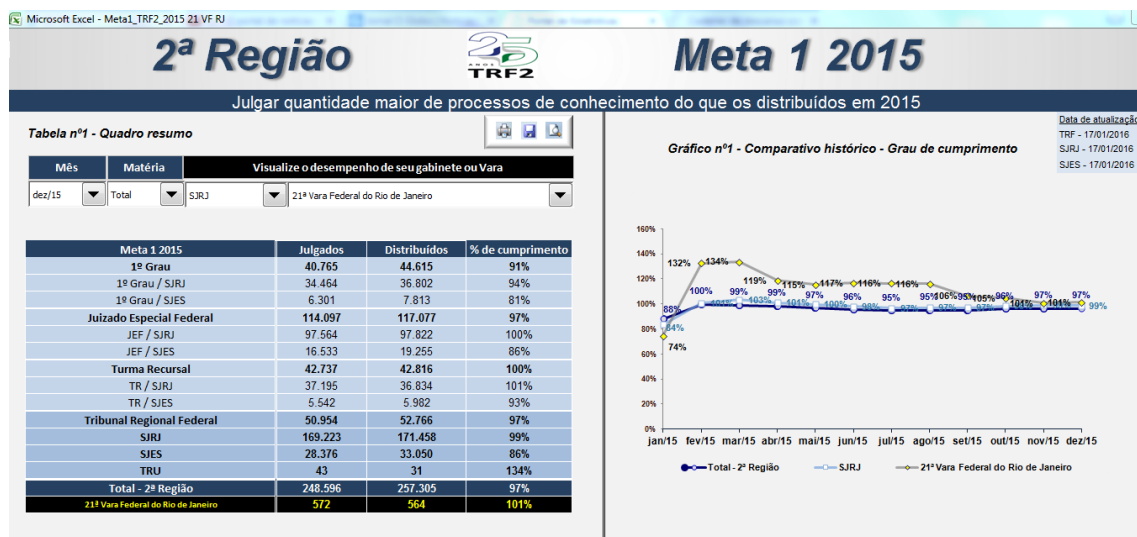 Microsoft Excel - Meta1_TRF2_2015 21 VF RJ
2ª Região
25
ANOS
TRF2
Meta 1 2015
Julgar quantidade maior de processos de conhecimento do que os distribuídos em 2015
Tabela nº1 - Quadro resumo
Mês Matéria Visualize o desempenho de seu gabinete ou Vara
dez/15 Total SJRJ 21ª Vara Federal do Rio de Janeiro
Meta 1 2015 Julgados Distribuídos % de cumprimento
1º Grau 40.765 44.615 91%
1º Grau / SJRJ 34.464 36.802 94%
1º Grau / SJES 6.301 7.813 81%
Juizado Especial Federal 114.097 117.077 97%
JEF / SJRJ 97.564 97.822 100%
JEF / SJES 16.533 19.255 86%
Turma Recursal 42.737 42.816 100%
TR / SJRJ 37.195 36.834 101%
TR / SJES 5.542 5.982 93%
Tribunal Regional Federal 50.954 52.766 97%
SJRJ 169.223 171.458 99%
SJES 28.376 33.050 86%
TRU 43 31 134%
Total - 2ª Região 248.596 257.305 97%
21ª Vara Federal do Rio de Janeiro 572 564 101%
Data de atualização
TRF - 17/01/2016
SJRJ - 17/01/2016
SJES - 17/01/2016
Gráfico nº1 - Comparativo histórico - Grau de cumprimento
160%
140%
120%
100%
80%
60%
40%
20%
0%
132% 134% 119% 115% 117% 116% 116% 106% 105% 101% 101%
88% 100% 99% 99% 97% 96% 95% 95% 95% 96% 97% 97%
84% 101% 103% 101% 100% 98% 97% 97% 97% 99%
74%
jan/15 fev/15 mar/15 abr/15 mai/15 jun/15 jul/15 ago/15 set/15 out/15 nov/15 dez/15
Total - 2ª Região SJRJ 21ª Vara Federal do Rio de Janeiro